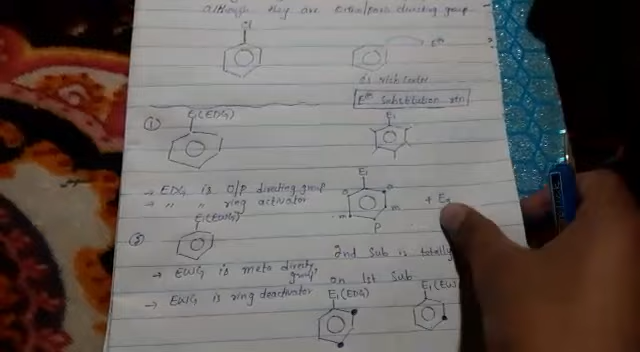 although they are ortho/para directing group
Cl
E⊕
e⁻s rich center
E⊕ substitution rxn
① E₁(EDG)
E₁
→ EDG is O/P directing group
→ " " ring activator
E₁
o o
m m
P
+ E₂
② E₁(EWG)
2nd Sub is totally
on 1st Sub
→ EWG is meta directing group
→ EWG is ring deactivator
E₁(EDG)
E₁(EW